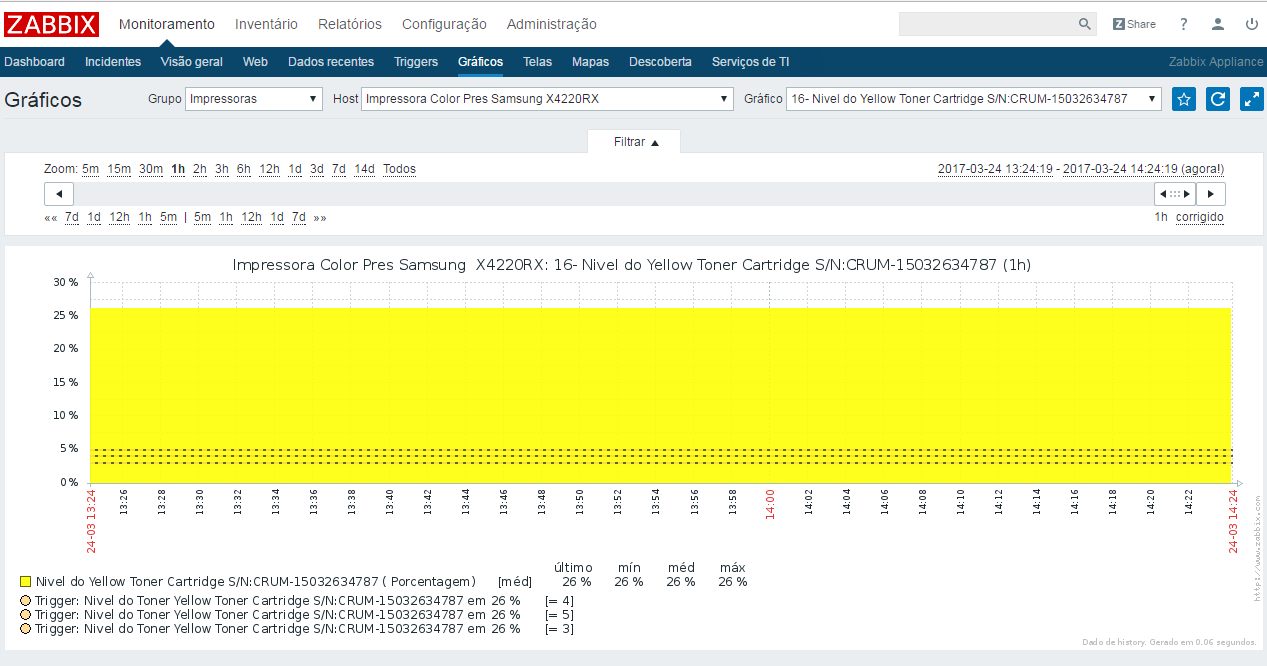 ZABBIX Monitoramento Inventário Relatórios Configuração Administração Z Share ?
Dashboard Incidentes Visão geral Web Dados recentes Triggers Gráficos Telas Mapas Descoberta Serviços de TI Zabbix Appliance
Gráficos Grupo Impressoras Host Impressora Color Pres Samsung X4220RX Gráfico 16- Nivel do Yellow Toner Cartridge S/N:CRUM-15032634787
Filtrar
Zoom: 5m 15m 30m 1h 2h 3h 6h 12h 1d 3d 7d 14d Todos 2017-03-24 13:24:19 - 2017-03-24 14:24:19 (agora!)
«« 7d 1d 12h 1h 5m | 5m 1h 12h 1d 7d »» 1h corrigido
Impressora Color Pres Samsung X4220RX: 16- Nivel do Yellow Toner Cartridge S/N:CRUM-15032634787 (1h)
30 %
25 %
20 %
15 %
10 %
5 %
0 %
24-03 13:24 13:26 13:28 13:30 13:32 13:34 13:36 13:38 13:40 13:42 13:44 13:46 13:48 13:50 13:52 13:54 13:56 13:58 14:00 14:02 14:04 14:06 14:08 14:10 14:12 14:14 14:16 14:18 14:20 14:22 24-03 14:24
http://www.zabbix.com
último mín méd máx
Nivel do Yellow Toner Cartridge S/N:CRUM-15032634787 ( Porcentagem) [méd] 26 % 26 % 26 % 26 %
Trigger: Nivel do Toner Yellow Toner Cartridge S/N:CRUM-15032634787 em 26 % [= 4]
Trigger: Nivel do Toner Yellow Toner Cartridge S/N:CRUM-15032634787 em 26 % [= 5]
Trigger: Nivel do Toner Yellow Toner Cartridge S/N:CRUM-15032634787 em 26 % [= 3]
Dado de history. Gerado em 0.06 segundos.